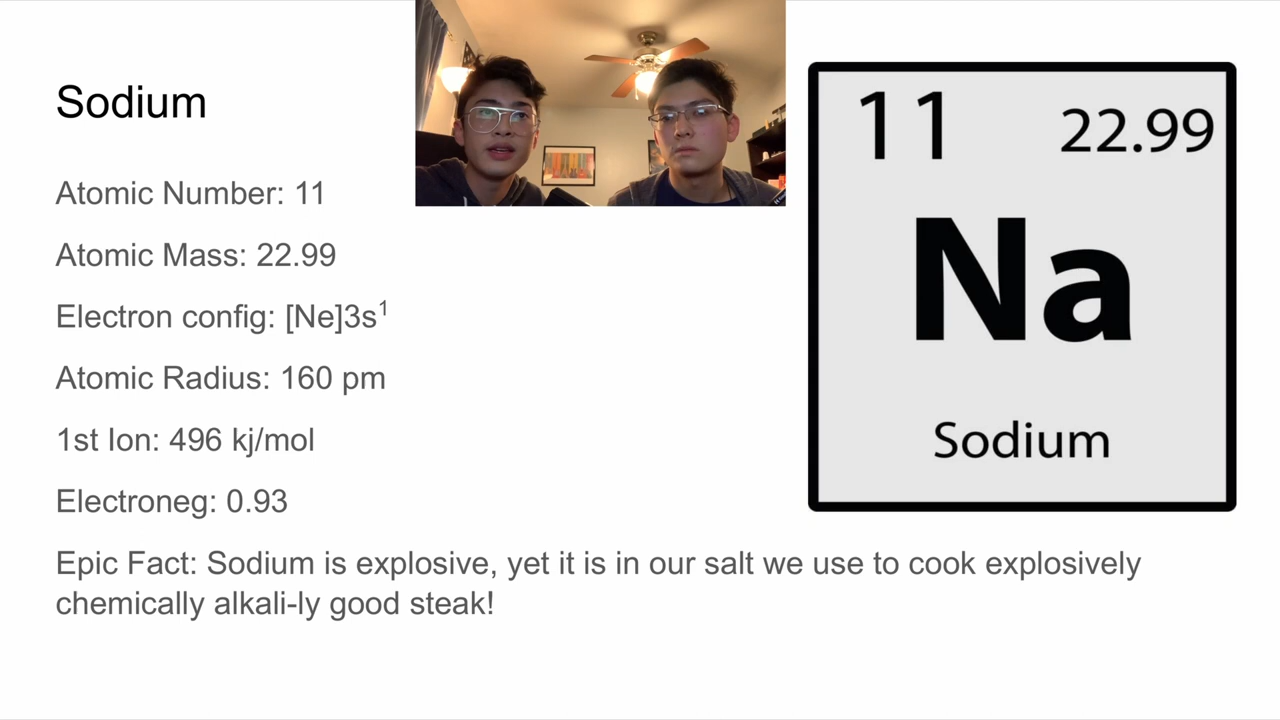 Sodium
Atomic Number: 11
Atomic Mass: 22.99
Electron config: [Ne]3s¹
Atomic Radius: 160 pm
1st Ion: 496 kj/mol
Electroneg: 0.93
Epic Fact: Sodium is explosive, yet it is in our salt we use to cook explosively
chemically alkali-ly good steak!
11
22.99
Na
Sodium